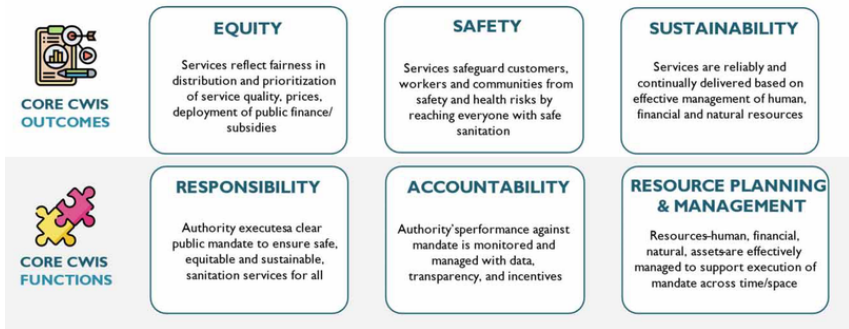 CORE CWIS
OUTCOMES
EQUITY
Services reflect fairness in
distribution and prioritization
of service quality, prices,
deployment of public finance/
subsidies
SAFETY
Services safeguard customers,
workers and communities from
safety and health risks by
reaching everyone with safe
sanitation
SUSTAINABILITY
Services are reliably and
continually delivered based on
effective management of human,
financial and natural resources
CORE CWIS
FUNCTIONS
RESPONSIBILITY
Authority executesa clear
public mandate to ensure safe,
equitable and sustainable,
sanitation services for all
ACCOUNTABILITY
Authority'sperformance against
mandate is monitored and
managed with data,
transparency, and incentives
RESOURCE PLANNING
& MANAGEMENT
Resources–human, financial,
natural, assets–are effectively
managed to support execution of
mandate across time/space